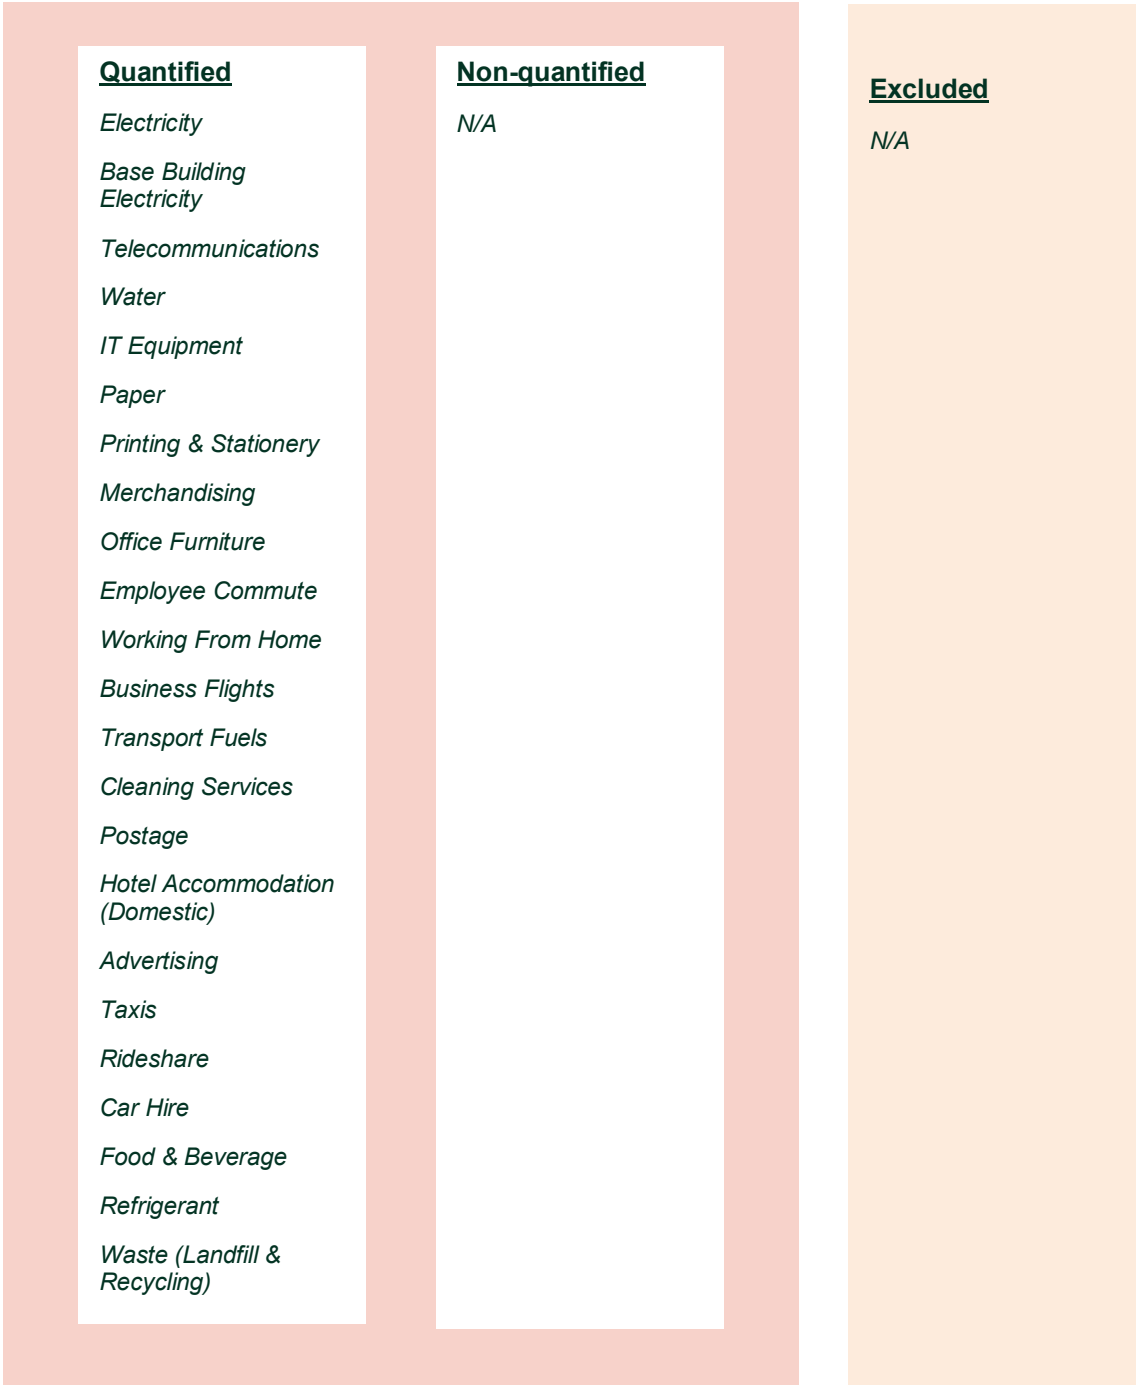 Quantified
Electricity
Base Building
Electricity
Telecommunications
Water
IT Equipment
Paper
Printing & Stationery
Merchandising
Office Furniture
Employee Commute
Working From Home
Business Flights
Transport Fuels
Cleaning Services
Postage
Hotel Accommodation
(Domestic)
Advertising
Taxis
Rideshare
Car Hire
Food & Beverage
Refrigerant
Waste (Landfill &
Recycling)
Non-quantified
N/A
Excluded
N/A